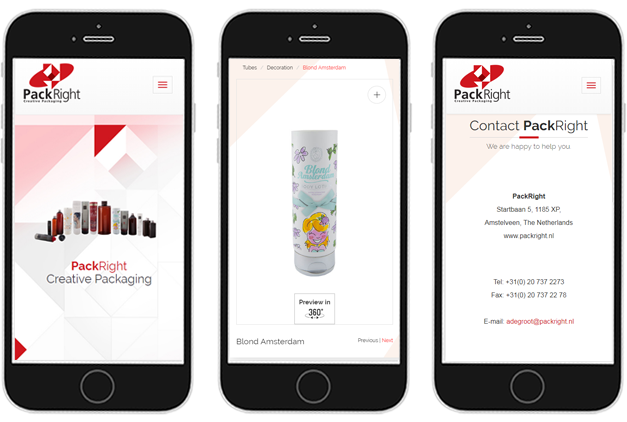 PackRight
Creative Packaging
PackRight
Creative Packaging
Tubes / Decoration / Blond Amsterdam
+
Blond
Amsterdam
Preview in
360°
Blond Amsterdam
Previous | Next
PackRight
Creative Packaging
Contact PackRight
We are happy to help you
PackRight
Startbaan 5, 1185 XP,
Amstelveen, The Netherlands
www.packright.nl
Tel: +31(0) 20 737 2273
Fax: +31(0) 20 737 22 78
E-mail: adegroot@packright.nl